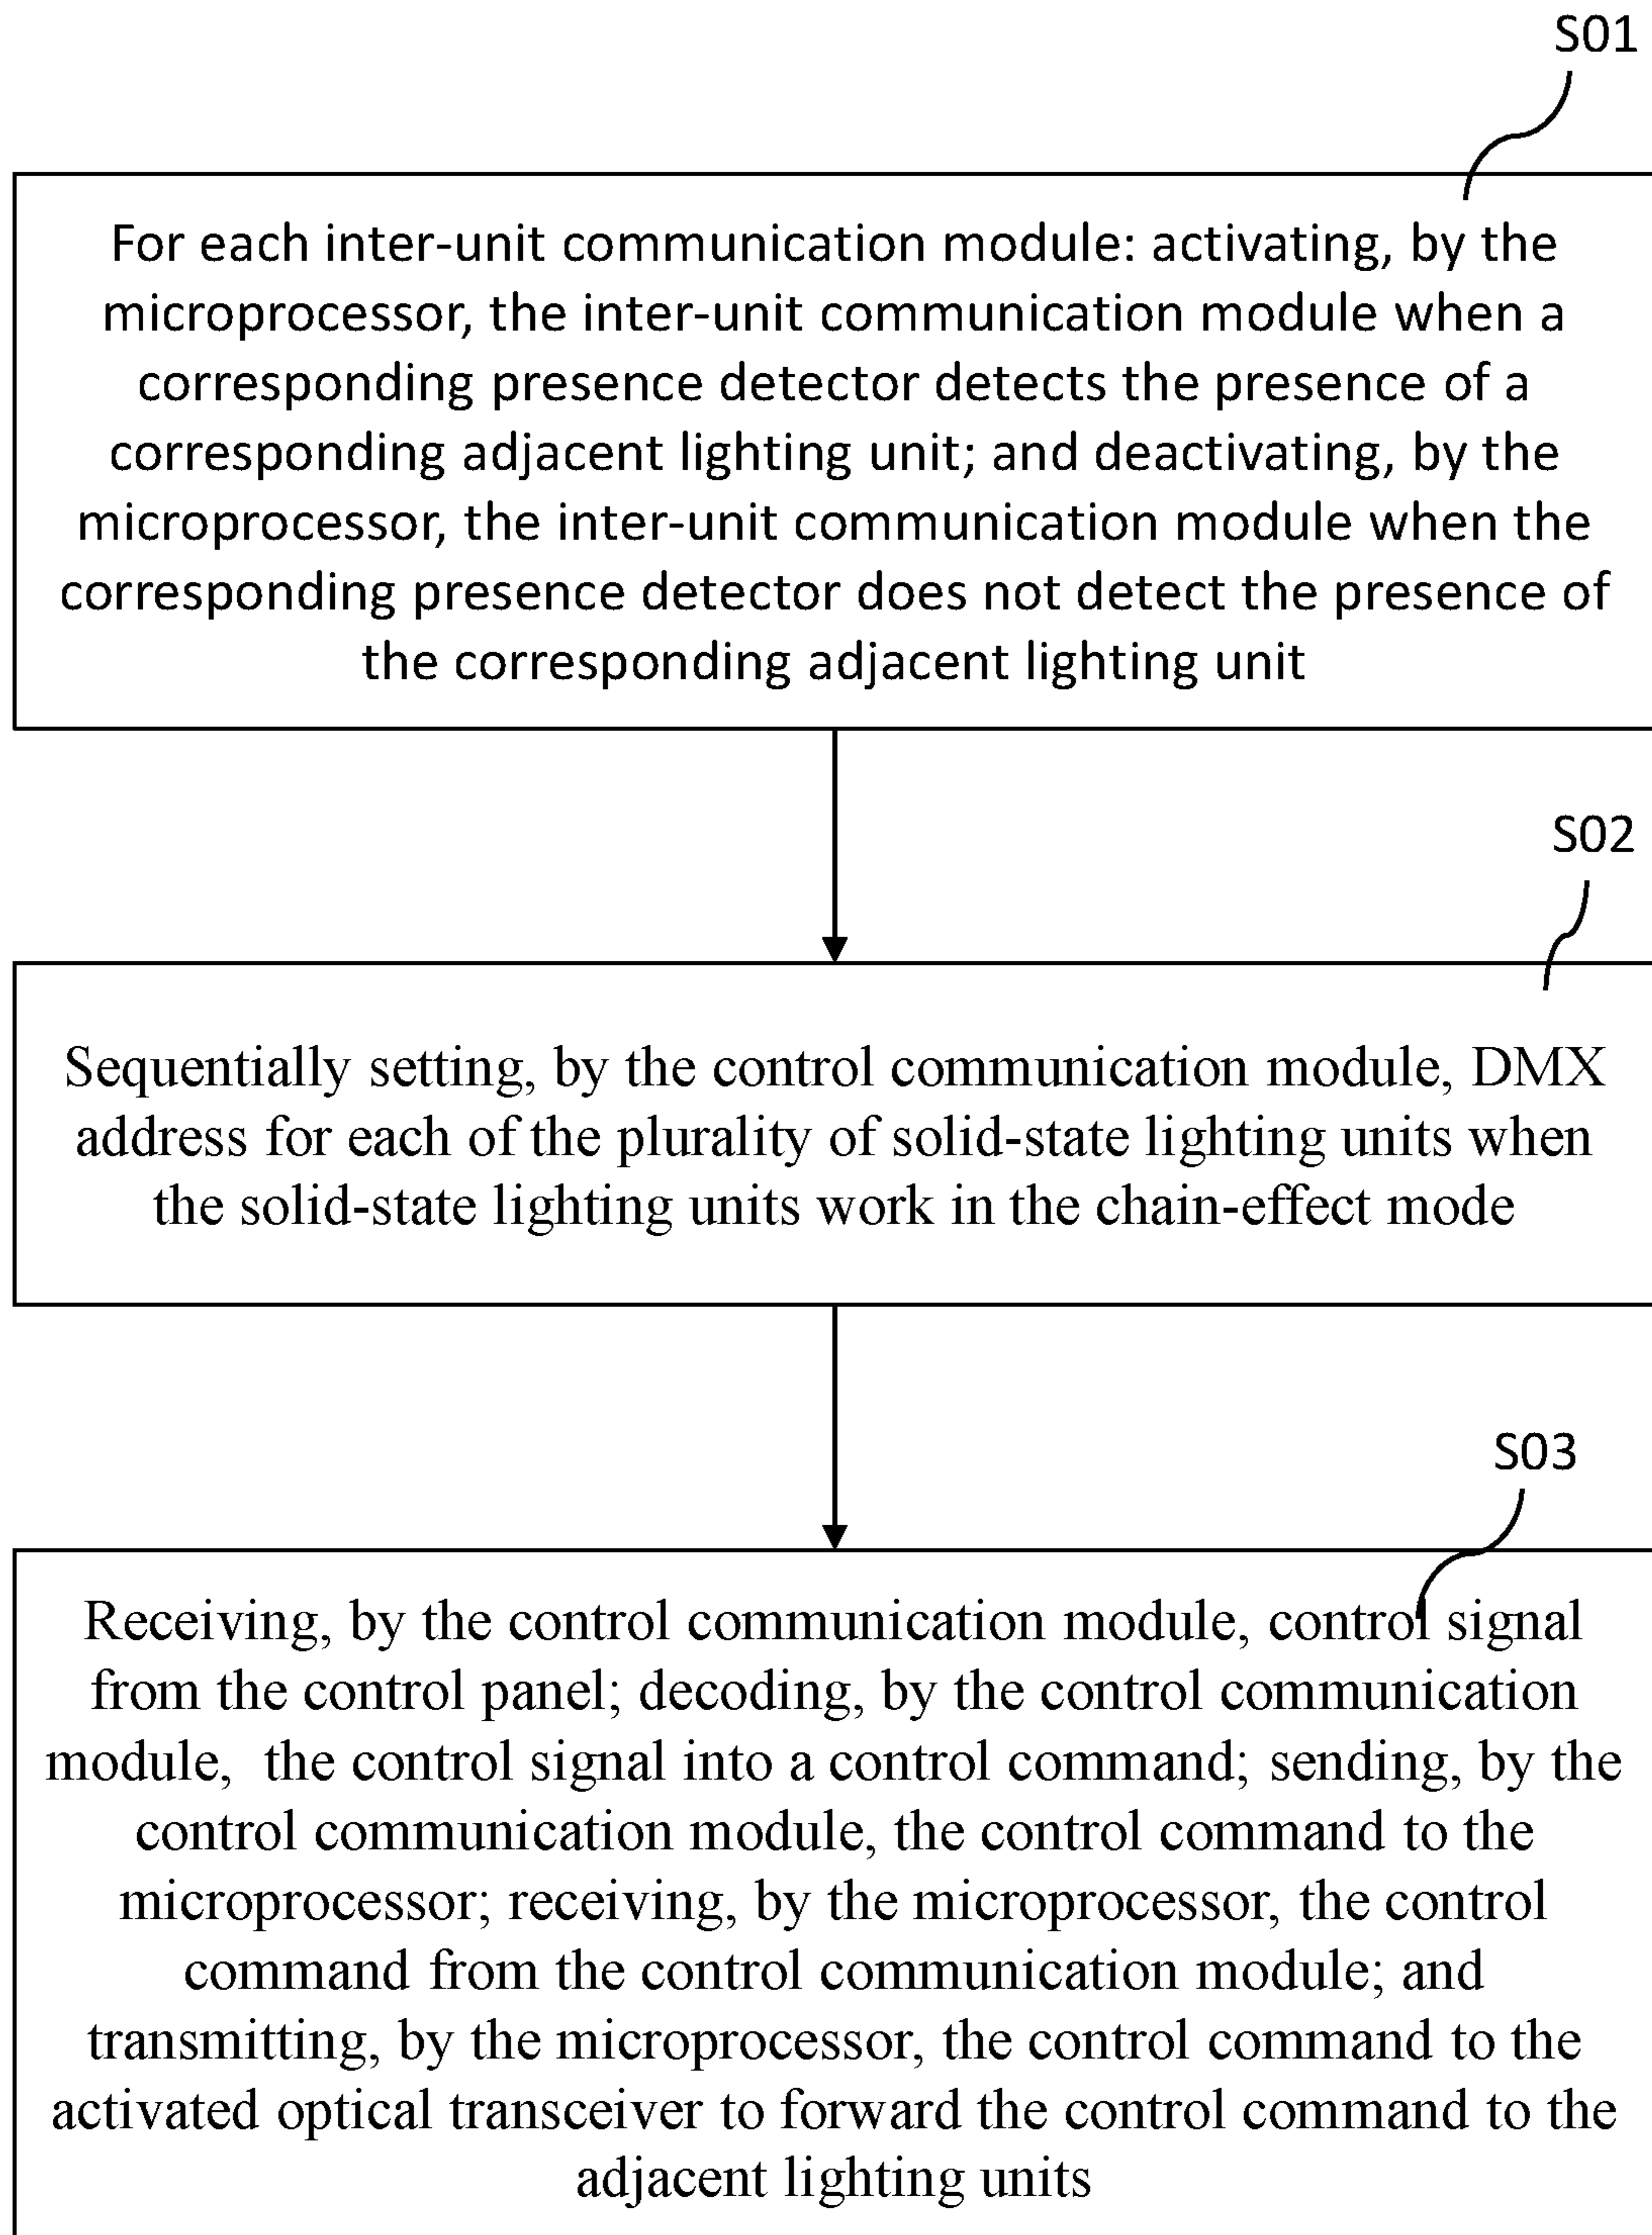 S01
For each inter-unit communication module: activating, by the
microprocessor, the inter-unit communication module when a
corresponding presence detector detects the presence of a
corresponding adjacent lighting unit; and deactivating, by the
microprocessor, the inter-unit communication module when the
corresponding presence detector does not detect the presence of
the corresponding adjacent lighting unit
S02
Sequentially setting, by the control communication module, DMX
address for each of the plurality of solid-state lighting units when
the solid-state lighting units work in the chain-effect mode
S03
Receiving, by the control communication module, control signal
from the control panel; decoding, by the control communication
module, the control signal into a control command; sending, by the
control communication module, the control command to the
microprocessor; receiving, by the microprocessor, the control
command from the control communication module; and
transmitting, by the microprocessor, the control command to the
activated optical transceiver to forward the control command to the
adjacent lighting units